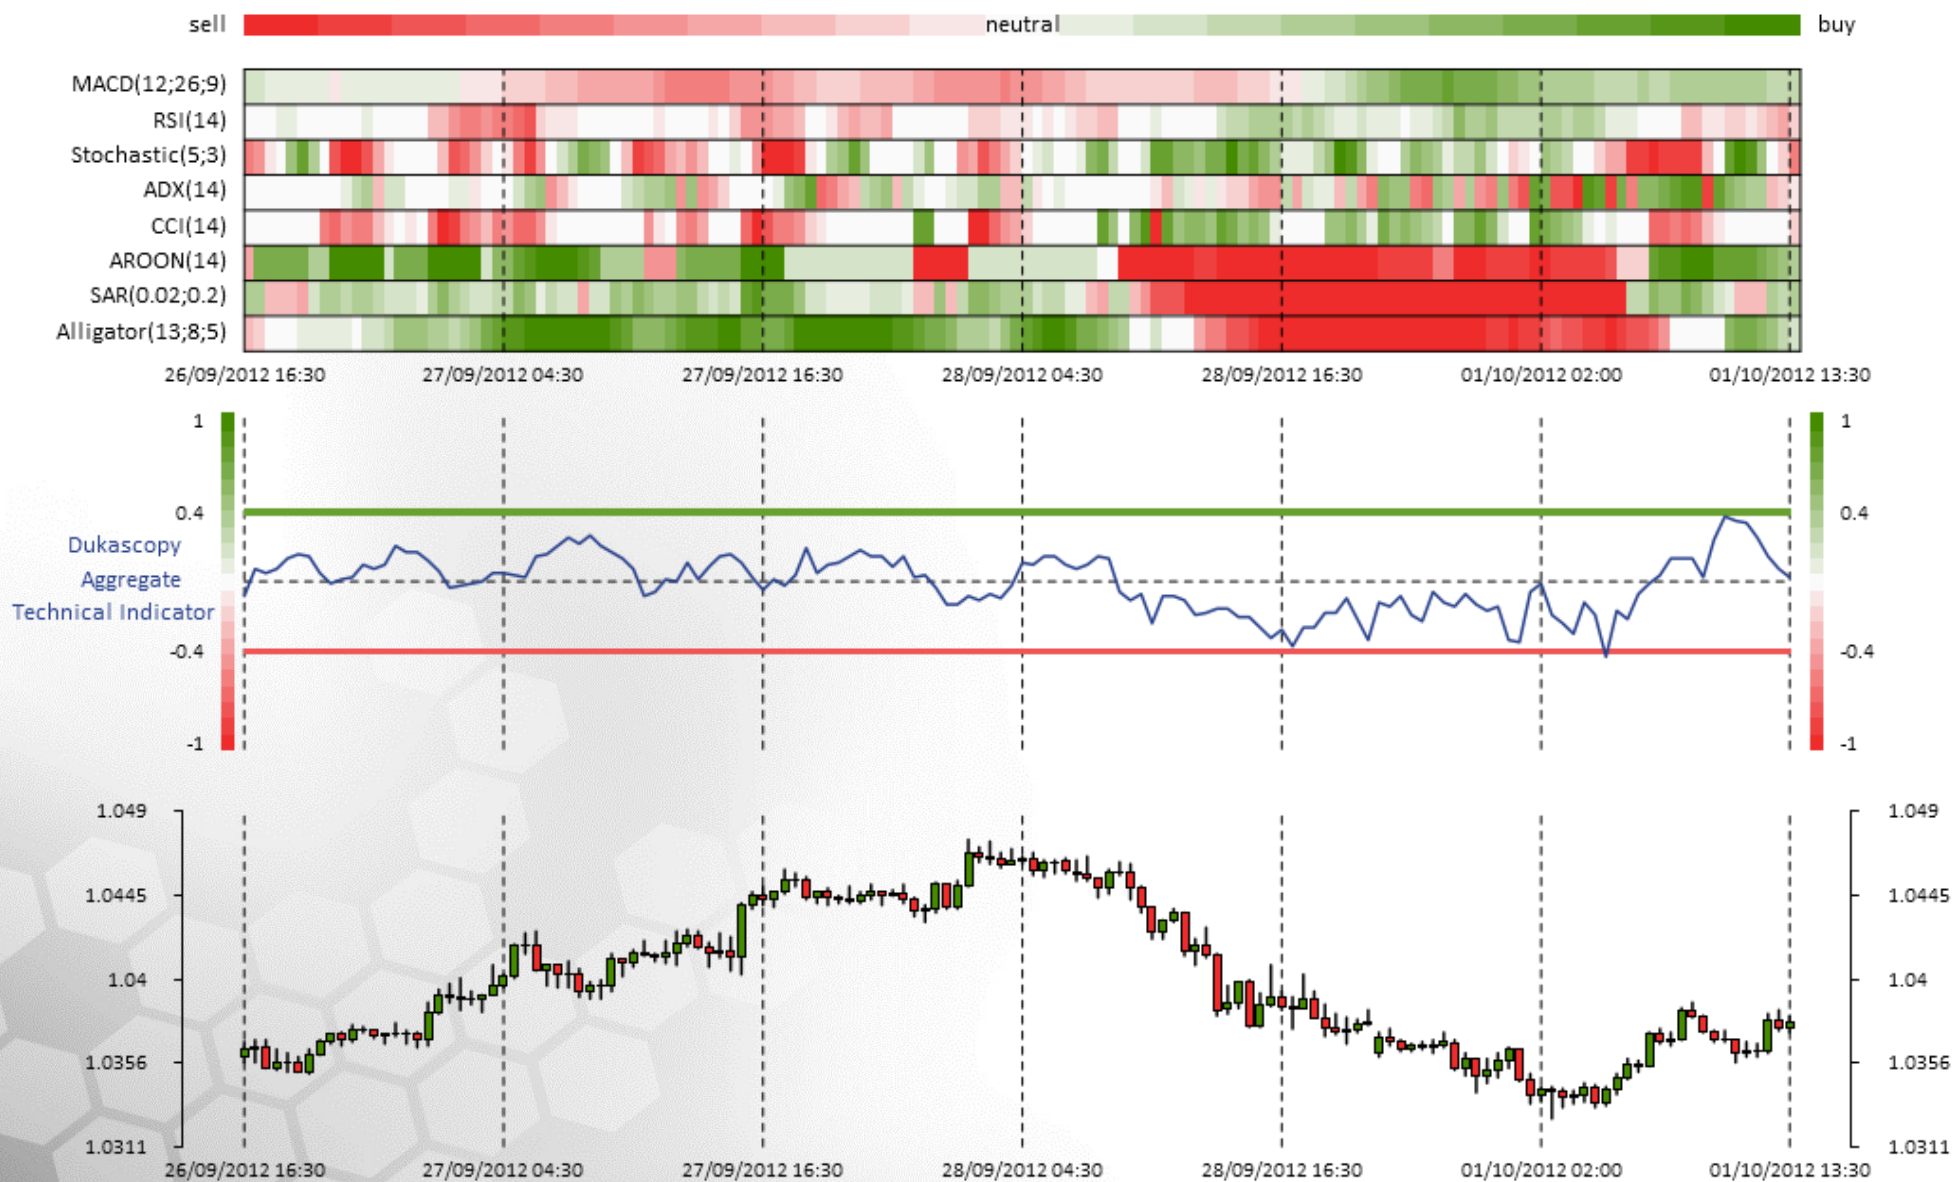 sell neutral buy
MACD(12;26;9)
RSI(14)
Stochastic(5;3)
ADX(14)
CCI(14)
AROON(14)
SAR(0.02;0.2)
Alligator(13;8;5)
26/09/2012 16:30 27/09/2012 04:30 27/09/2012 16:30 28/09/2012 04:30 28/09/2012 16:30 01/10/2012 02:00 01/10/2012 13:30
1 1
0.4 0.4
Dukascopy
Aggregate
Technical Indicator
-0.4 -0.4
-1 -1
1.049 1.049
1.0445 1.0445
1.04 1.04
1.0356 1.0356
1.0311 1.0311
26/09/2012 16:30 27/09/2012 04:30 27/09/2012 16:30 28/09/2012 04:30 28/09/2012 16:30 01/10/2012 02:00 01/10/2012 13:30